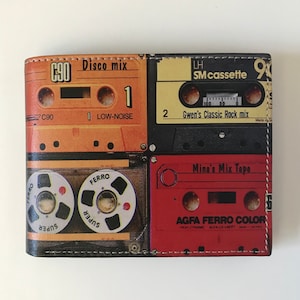 C90
Disco mix
1
C90
LOW-NOISE
LH
SM cassette
2
Gwen's Classic Rock mix
FERRO
SUPER
FERRO
SUPER
Mina's Mix Tape
AGFA FERRO COLOR